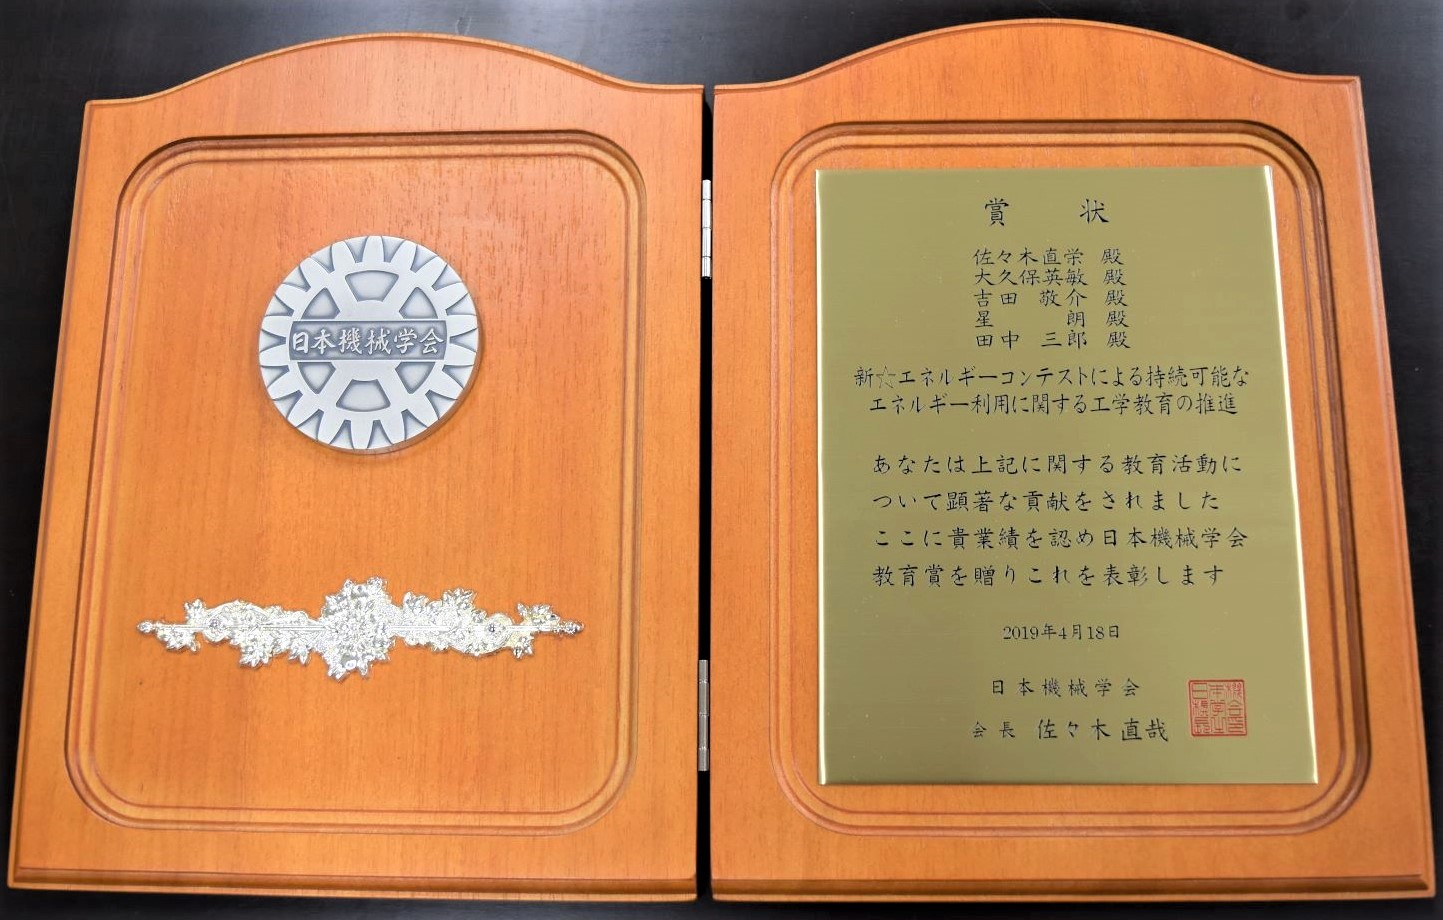 日本機械学会
賞 状
佐々木直栄 殿
大久保英敏 殿
吉田 敬介 殿
星 朗 殿
田中 三郎 殿
新☆エネルギーコンテストによる持続可能な
エネルギー利用に関する工学教育の推進
あなたは上記に関する教育活動に
ついて顕著な貢献をされました
ここに貴業績を認め日本機械学会
教育賞を贈りこれを表彰します
2019年4月18日
日本機械学会
会長 佐々木直哉